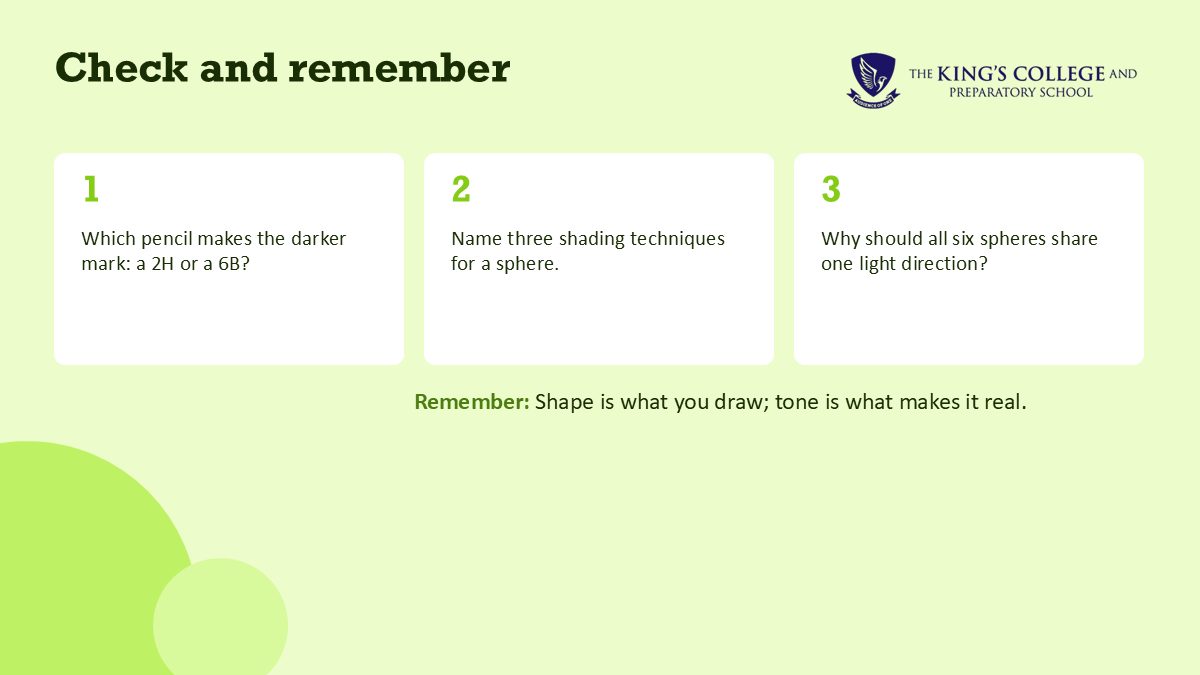 Check and remember
THE KING'S COLLEGE AND
PREPARATORY SCHOOL
1
Which pencil makes the darker
mark: a 2H or a 6B?
2
Name three shading techniques
for a sphere.
3
Why should all six spheres share
one light direction?
Remember: Shape is what you draw; tone is what makes it real.